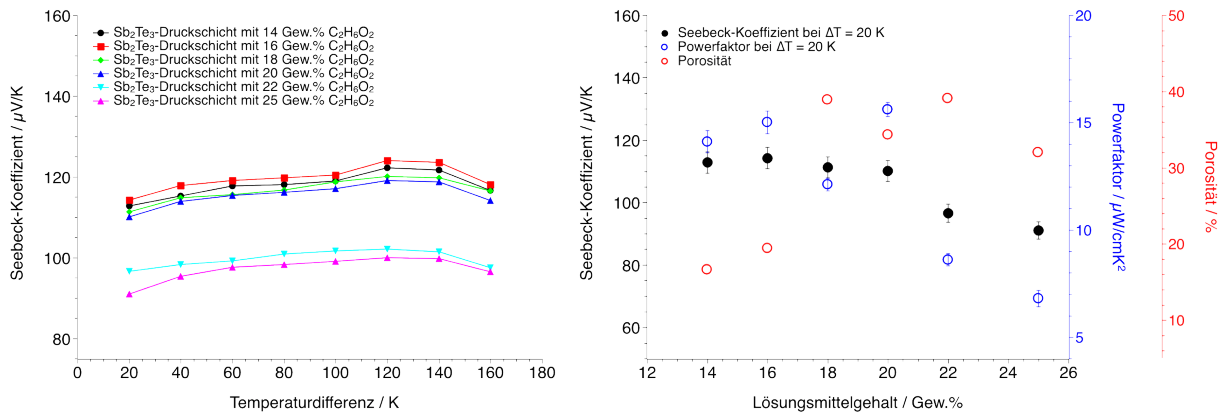 160
140
120
100
80
0
20
40
60
80
100
120
140
160
180
Seebeck-Koeffizient / µV/K
Temperaturdifferenz / K
Sb₂Te₃-Druckschicht mit 14 Gew.% C₂H₆O₂
Sb₂Te₃-Druckschicht mit 16 Gew.% C₂H₆O₂
Sb₂Te₃-Druckschicht mit 18 Gew.% C₂H₆O₂
Sb₂Te₃-Druckschicht mit 20 Gew.% C₂H₆O₂
Sb₂Te₃-Druckschicht mit 22 Gew.% C₂H₆O₂
Sb₂Te₃-Druckschicht mit 25 Gew.% C₂H₆O₂
160
140
120
100
80
60
12
14
16
18
20
22
24
26
Seebeck-Koeffizient / µV/K
Lösungsmittelgehalt / Gew.%
Seebeck-Koeffizient bei ΔT = 20 K
Powerfaktor bei ΔT = 20 K
Porosität
20
15
10
5
Powerfaktor / µW/cmK²
50
40
30
20
10
Porosität / %